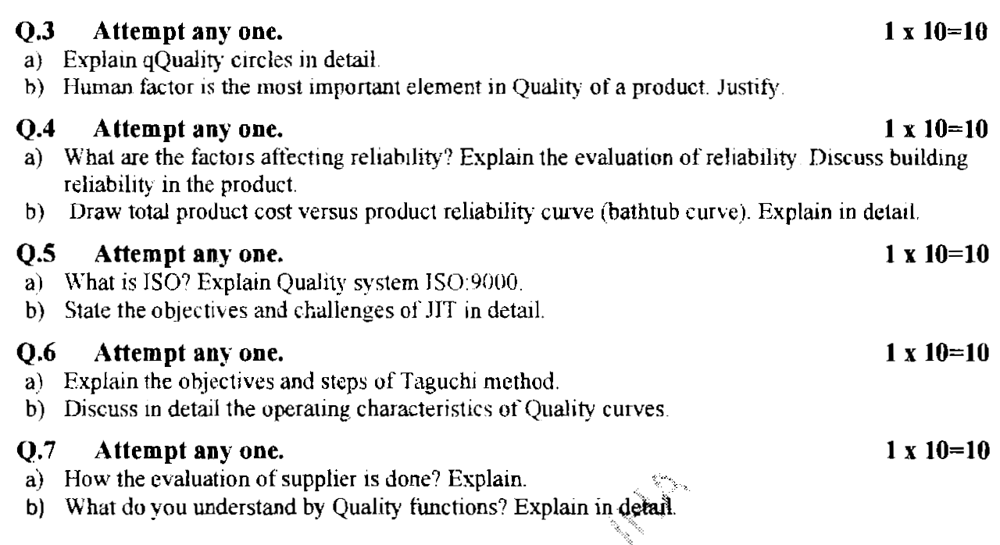 Q.3 Attempt any one. 1 x 10=10
a) Explain qQuality circles in detail.
b) Human factor is the most important element in Quality of a product. Justify.
Q.4 Attempt any one. 1 x 10=10
a) What are the factors affecting reliability? Explain the evaluation of reliability. Discuss building
reliability in the product.
b) Draw total product cost versus product reliability curve (bathtub curve). Explain in detail.
Q.5 Attempt any one. 1 x 10=10
a) What is ISO? Explain Quality system ISO:9000.
b) State the objectives and challenges of JIT in detail.
Q.6 Attempt any one. 1 x 10=10
a) Explain the objectives and steps of Taguchi method.
b) Discuss in detail the operating characteristics of Quality curves.
Q.7 Attempt any one. 1 x 10=10
a) How the evaluation of supplier is done? Explain.
b) What do you understand by Quality functions? Explain in detail.